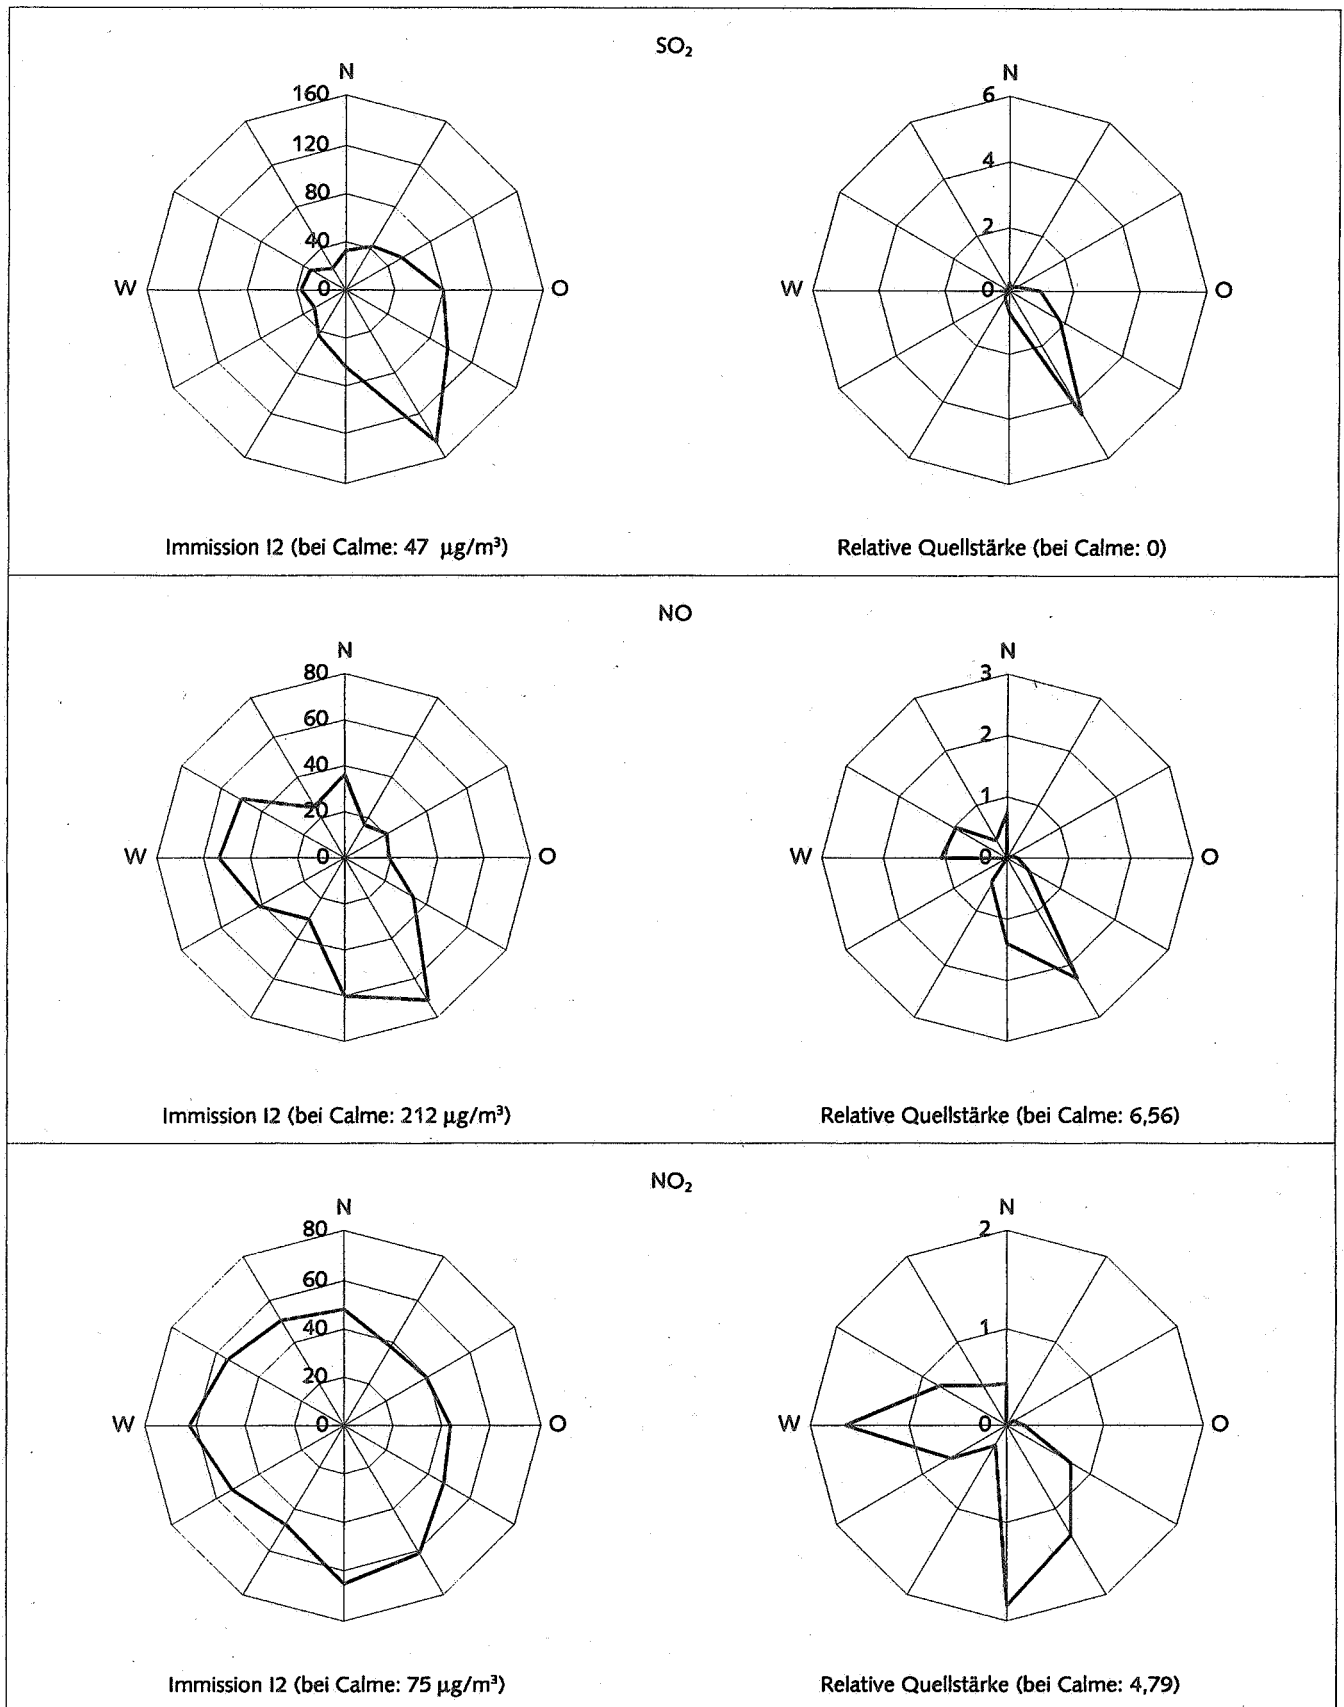 SO₂
N
160
120
80
40
0
W
O
Immission I2 (bei Calme: 47 µg/m³)
N
6
4
2
0
W
O
Relative Quellstärke (bei Calme: 0)
NO
N
80
60
40
20
0
W
O
Immission I2 (bei Calme: 212 µg/m³)
N
3
2
1
0
W
O
Relative Quellstärke (bei Calme: 6,56)
NO₂
N
80
60
40
20
0
W
O
Immission I2 (bei Calme: 75 µg/m³)
N
2
1
0
W
O
Relative Quellstärke (bei Calme: 4,79)